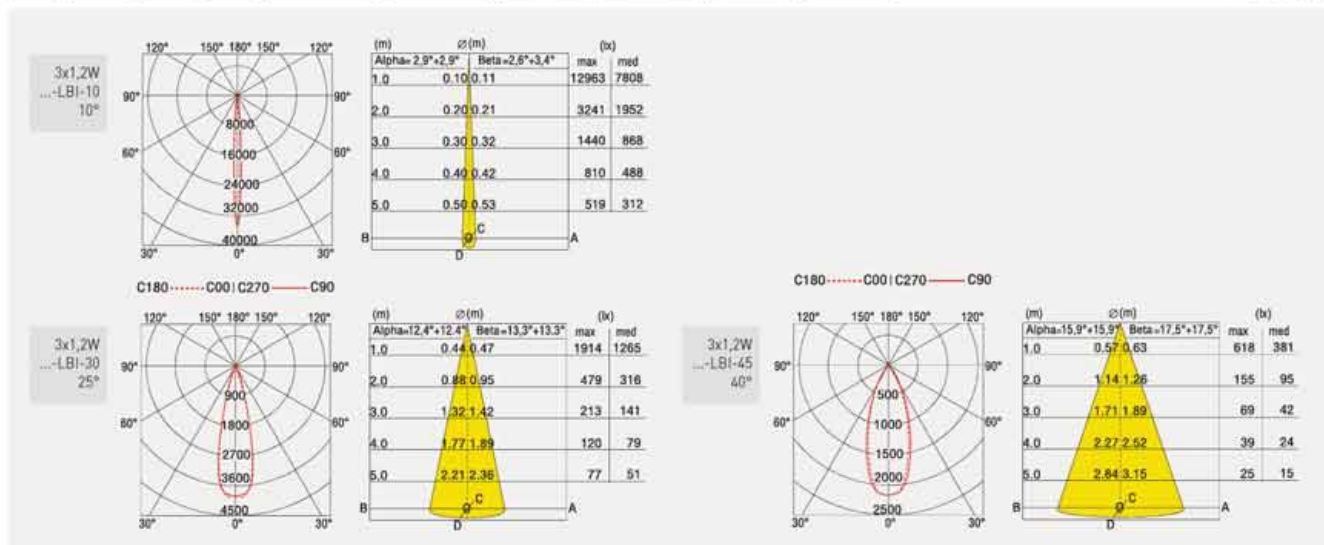 3x1,2W
...-LBI-10
10°
120° 150° 180° 150° 120°
90° 90°
8000
60° 16000 60°
24000
32000
40000
30° 0° 30°
(m) Ø(m) (lx)
Alpha= 2,9°+2,9° Beta=2,6°+3,4° max med
1.0 0.10 0.11 12963 7808
2.0 0.20 0.21 3241 1952
3.0 0.30 0.32 1440 868
4.0 0.40 0.42 810 488
5.0 0.50 0.53 519 312
B C A
D
C180 C00 | C270 C90
3x1,2W
...-LBI-30
25°
120° 150° 180° 150° 120°
90° 90°
900
60° 1800 60°
2700
3600
4500
30° 0° 30°
(m) Ø(m) (lx)
Alpha=12,4°+12.4° Beta=13,3°+13.3° max med
1.0 0.44 0.47 1914 1265
2.0 0.88 0.95 479 316
3.0 1.32 1.42 213 141
4.0 1.77 1.89 120 79
5.0 2.21 2.36 77 51
B C A
D
C180 C00 | C270 C90
3x1,2W
...-LBI-45
40°
120° 150° 180° 150° 120°
90° 90°
500
60° 1000 60°
1500
2000
2500
30° 0° 30°
(m) Ø(m) (lx)
Alpha=15,9°+15,9° Beta=17,5°+17,5° max med
1.0 0.57 0.63 618 381
2.0 1.14 1.26 155 95
3.0 1.71 1.89 69 42
4.0 2.27 2.52 39 24
5.0 2.84 3.15 25 15
B C A
D